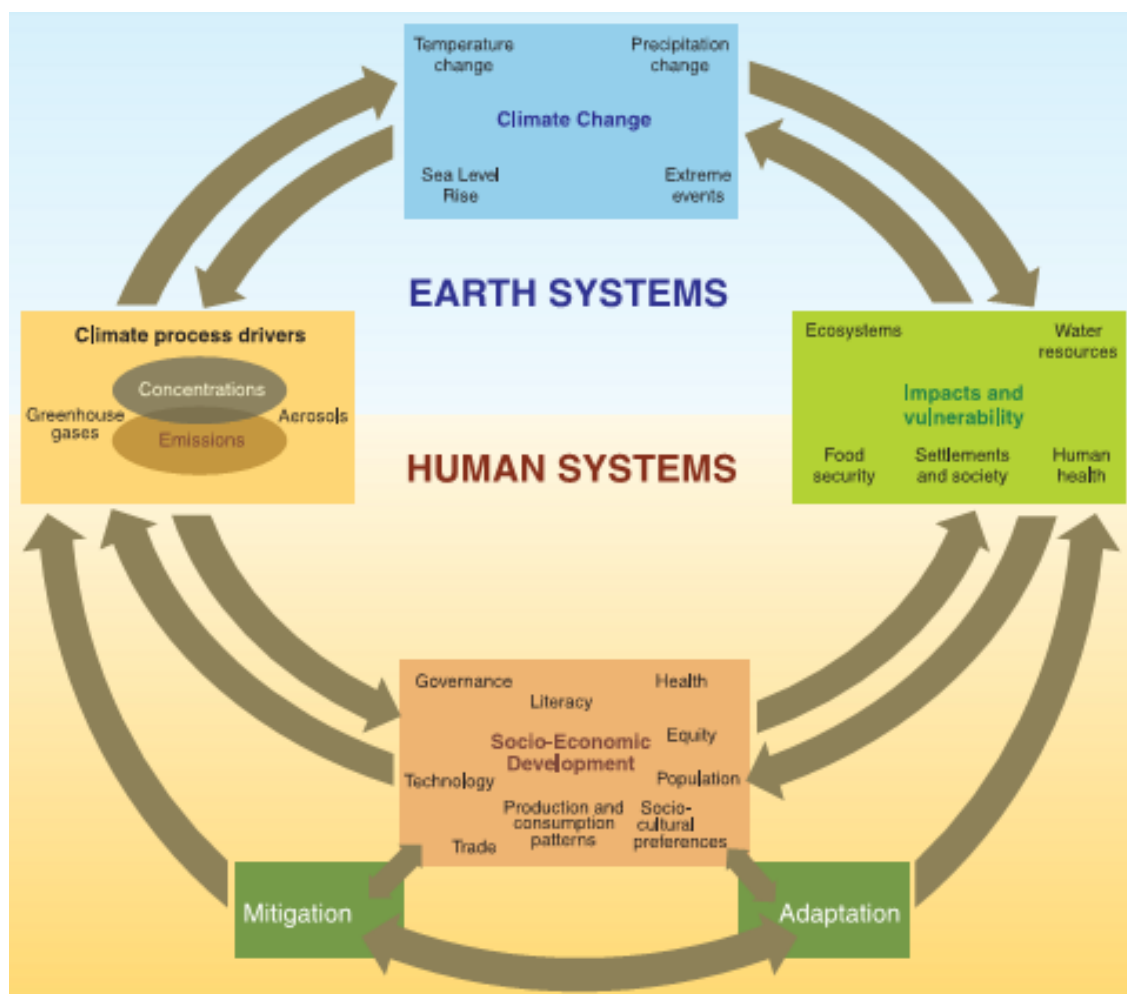 Temperature
change
Precipitation
change
Climate Change
Sea Level
Rise
Extreme
events
EARTH SYSTEMS
Climate process drivers
Concentrations
Greenhouse
gases
Aerosols
Emissions
Ecosystems
Water
resources
Impacts and
vulnerability
Food
security
Settlements
and society
Human
health
HUMAN SYSTEMS
Governance
Literacy
Health
Socio-Economic
Development
Equity
Technology
Population
Production and
consumption
patterns
Socio-
cultural
preferences
Trade
Mitigation
Adaptation